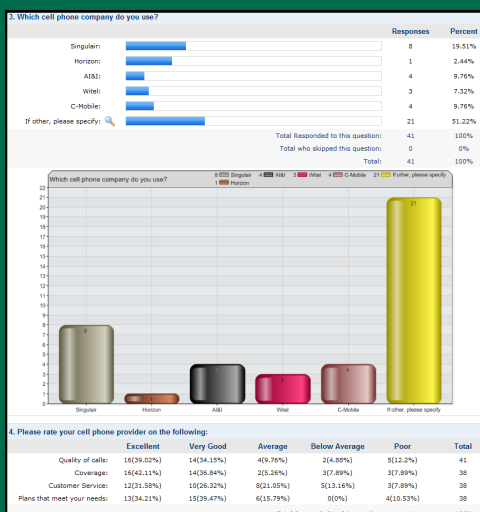 3. Which cell phone company do you use?
Responses Percent
Singulair: 8 19.51%
Horizon: 1 2.44%
AI&I: 4 9.76%
Witel: 3 7.32%
C-Mobile: 4 9.76%
If other, please specify: 21 51.22%
Total Responded to this question: 41 100%
Total who skipped this question: 0 0%
Total: 41 100%
Which cell phone company do you use? 8 Singulair 4 AI&I 3 Witel 4 C-Mobile 21 If other, please specify
1 Horizon
22
21
20
19
18
17
16
15
14
13
12
11
10
9
8
7
6
5
4
3
2
1
0
8 1 4 3 4 21
Singulair Horizon AI&I Witel C-Mobile If other, please specify
4. Please rate your cell phone provider on the following:
Excellent Very Good Average Below Average Poor Total
Quality of calls: 16(39.02%) 14(34.15%) 4(9.76%) 2(4.88%) 5(12.2%) 41
Coverage: 16(42.11%) 14(36.84%) 2(5.26%) 3(7.89%) 3(7.89%) 38
Customer Service: 12(31.58%) 10(26.32%) 8(21.05%) 5(13.16%) 3(7.89%) 38
Plans that meet your needs: 13(34.21%) 15(39.47%) 6(15.79%) 0(0%) 4(10.53%) 38